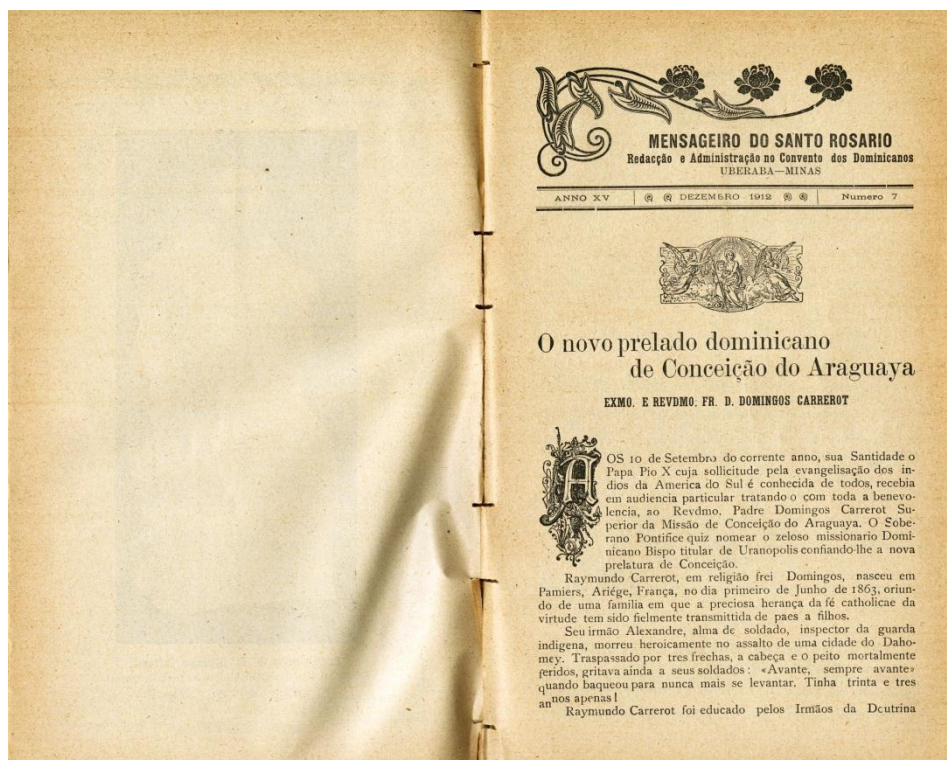 MENSAGEIRO DO SANTO ROSARIO
Redacção e Administração no Convento dos Dominicanos
UBERABA—MINAS
ANNO XV DEZEMBRO 1912 Numero 7
O novo prelado dominicano
de Conceição do Araguaya
EXMO. E REVDMO. FR. D. DOMINGOS CARREROT
AOS 10 de Setembro do corrente anno, sua Santidade o
Papa Pio X cuja sollicitude pela evangelisação dos in-
dios da America do Sul é conhecida de todos, recebia
em audiencia particular tratando o com toda a benevo-
lencia, ao Revdmo. Padre Domingos Carrerot Su-
perior da Missão de Conceição do Araguaya. O Sobe-
rano Pontifice quiz nomear o zeloso missionario Domi-
nicano Bispo titular de Uranopolis confiando-lhe a nova
prelatura de Conceição.
Raymundo Carrerot, em religião frei Domingos, nasceu em
Pamiers, Ariége, França, no dia primeiro de Junho de 1863, oriun-
do de uma familia em que a preciosa herança da fé catholica e da
virtude tem sido fielmente transmittida de paes a filhos.
Seu irmão Alexandre, alma de soldado, inspector da guarda
indigena, morreu heroicamente no assalto de uma cidade do Daho-
mey. Traspassado por tres frechas, a cabeça e o peito mortalmente
feridos, gritava ainda a seus soldados: «Avante, sempre avante»
quando baqueou para nunca mais se levantar. Tinha trinta e tres
annos apenas!
Raymundo Carrerot foi educado pelos Irmãos da Dcutrina